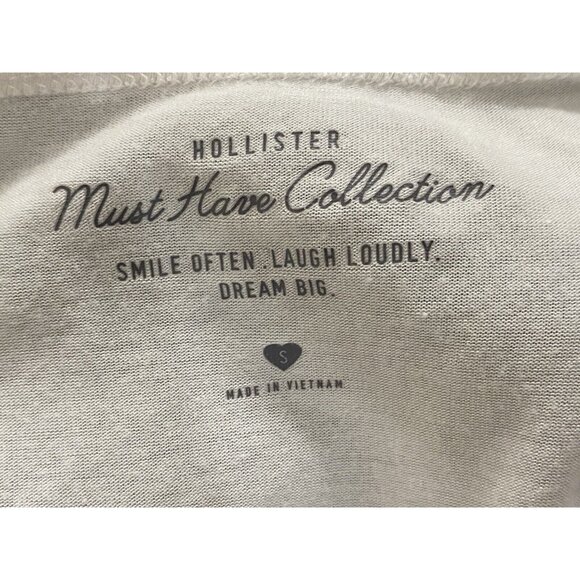 HOLLISTER
Must Have Collection
SMILE OFTEN.LAUGH LOUDLY.
DREAM BIG.
S
MADE IN VIETNAM